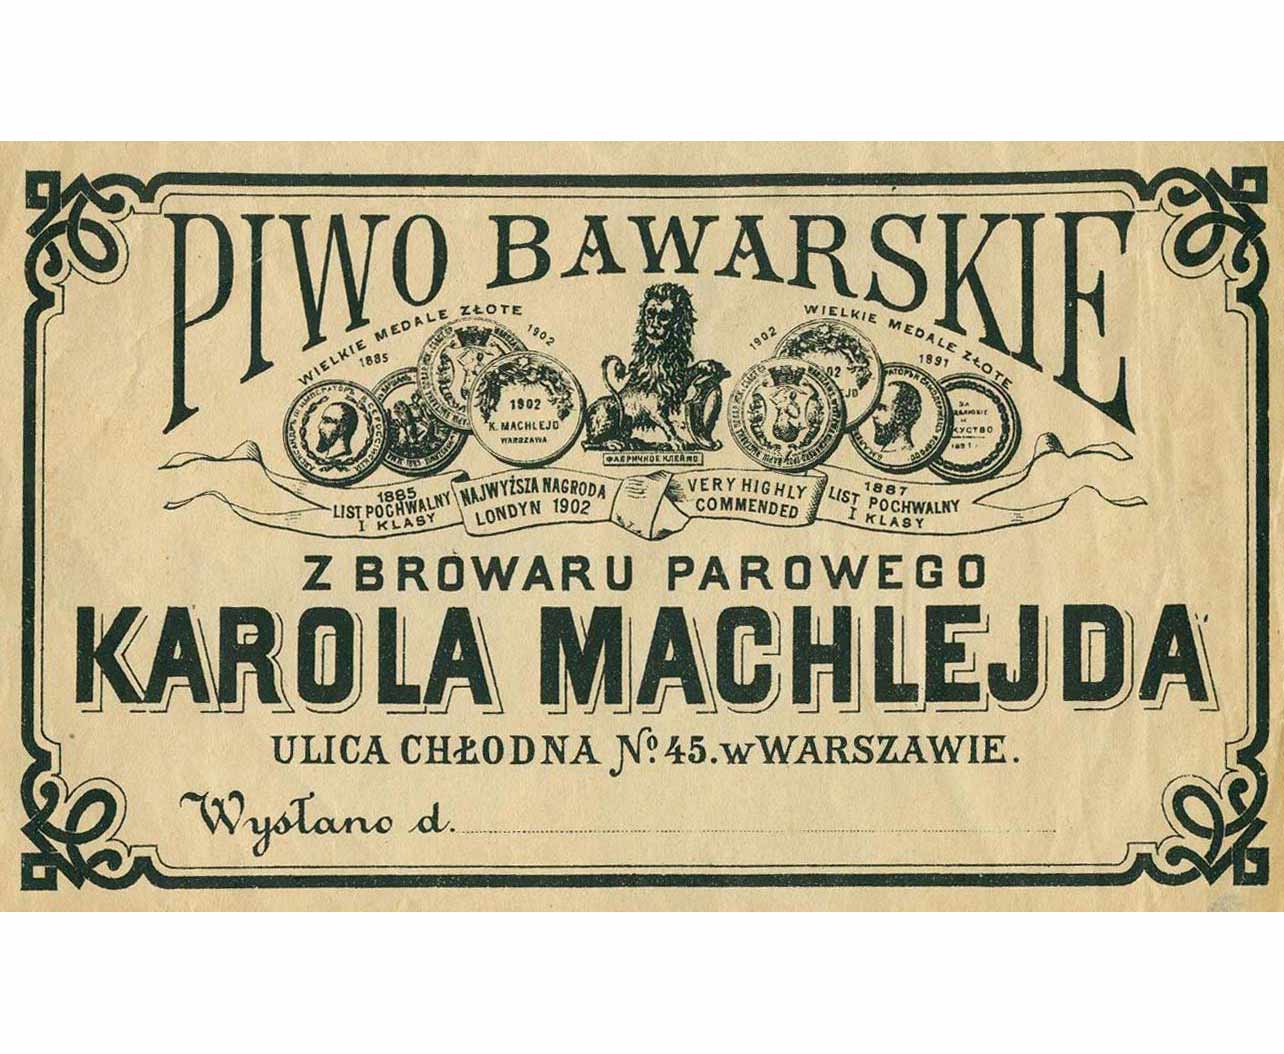 PIWO BAWARSKIE
WIELKIE MEDALE ZŁOTE
1885
1902
1902
WIELKIE MEDALE ZŁOTE
1891
1902
K. MACHLEJD
WARSZAWA
ФАБРИЧНОЕ КЛЕЙМО
1885
LIST POCHWALNY
I KLASY
NAJWYŻSZA NAGRODA
LONDYN 1902
VERY HIGHLY
COMMENDED
1887
LIST POCHWALNY
I KLASY
Z BROWARU PAROWEGO
KAROLA MACHLEJDA
ULICA CHŁODNA No. 45. w WARSZAWIE.
Wysłano d.